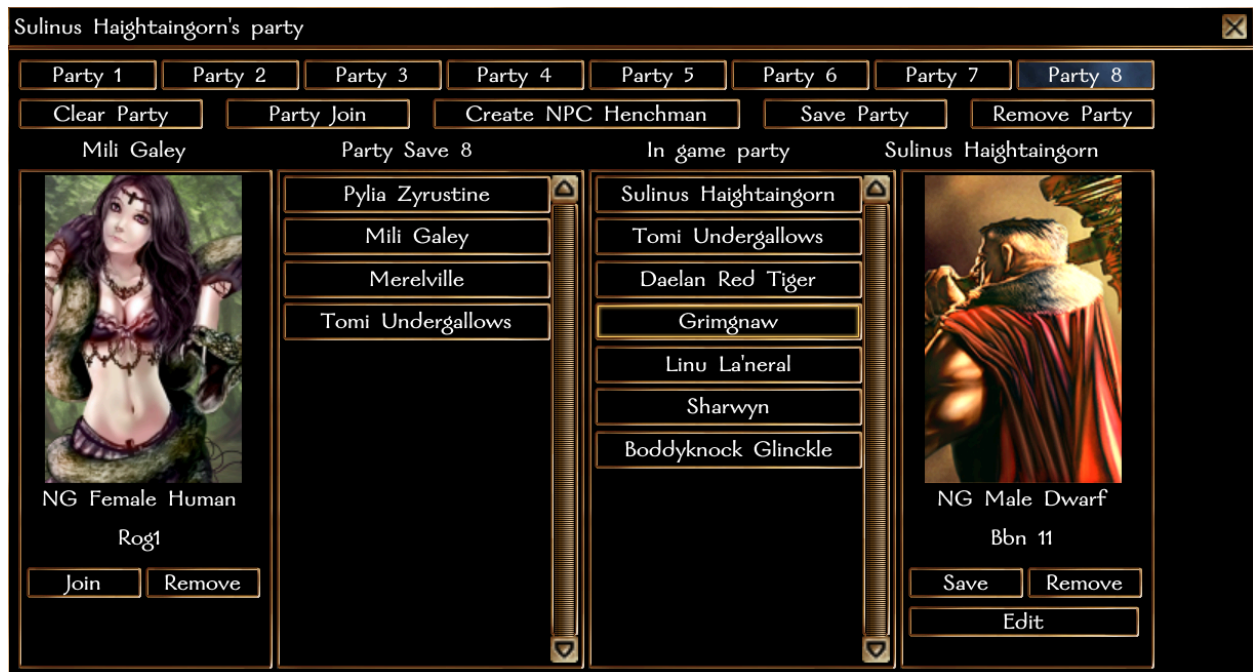 Sulinus Haightaingorn's party
Party 1 Party 2 Party 3 Party 4 Party 5 Party 6 Party 7 Party 8
Clear Party Party Join Create NPC Henchman Save Party Remove Party
Mili Galey Party Save 8 In game party Sulinus Haightaingorn
Pylia Zyrustine
Mili Galey
Merelville
Tomi Undergallows
Sulinus Haightaingorn
Tomi Undergallows
Daelan Red Tiger
Grimgnaw
Linu La'neral
Sharwyn
Boddyknock Glinckle
NG Female Human
Rog1
Join Remove
NG Male Dwarf
Bbn 11
Save Remove
Edit